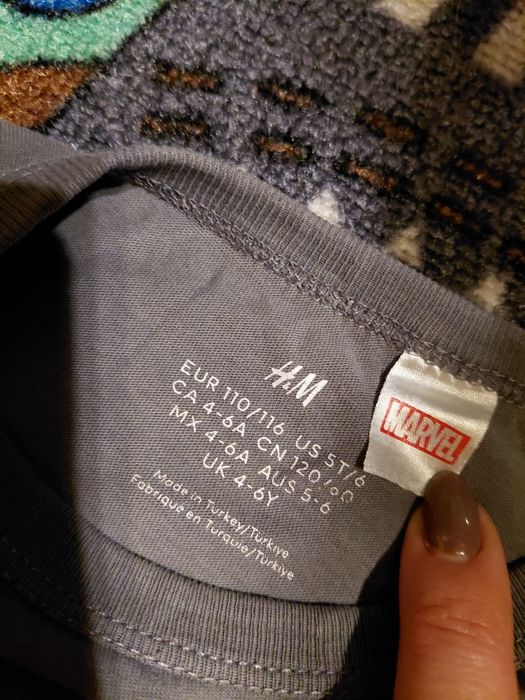 H&M
EUR 110/116 US 5T/6
CA 4-6A CN 120/60
MX 4-6A AUS 5-6
UK 4-6Y
Made in Turkey/Türkiye
Fabriqué en Turquie/Türkiye
MARVEL